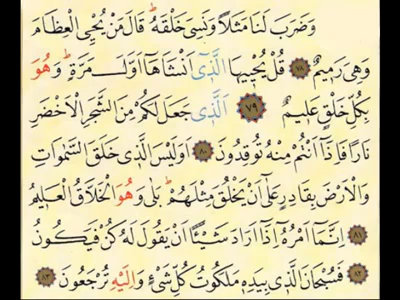 وَضَرَبَ لَنَا مَثَلًا وَنَسِيَ خَلْقَهُ ۖ قَالَ مَنْ يُحْيِي الْعِظَامَ
وَهِيَ رَمِيمٌ ﴿٧٨﴾ قُلْ يُحْيِيهَا الَّذِي أَنْشَاَهَا أَوَّلَ مَرَّةٍ ۖ وَهُوَ
بِكُلِّ خَلْقٍ عَلِيمٌ ﴿٧٩﴾ الَّذِي جَعَلَ لَكُمْ مِنَ الشَّجَرِ الْأَخْضَرِ
نَارًا فَاِذَا أَنْتُمْ مِنْهُ تُوقِدُونَ ﴿٨٠﴾ اَوَلَيْسَ الَّذِي خَلَقَ السَّمٰوَاتِ
وَالْأَرْضَ بِقَادِرٍ عَلٰى اَنْ يَخْلُقَ مِثْلَهُمْ ۖ بَلٰى وَهُوَ الْخَلَّاقُ الْعَلِيمُ
﴿٨١﴾ اِنَّمَا اَمْرُهُ اِذَا اَرَادَ شَيْئًا اَنْ يَقُولَ لَهُ كُنْ فَيَكُونُ
﴿٨٢﴾ فَسُبْحَانَ الَّذِي بِيَدِهِ مَلَكُوتُ كُلِّ شَيْءٍ وَاِلَيْهِ تُرْجَعُونَ ﴿٨٣﴾